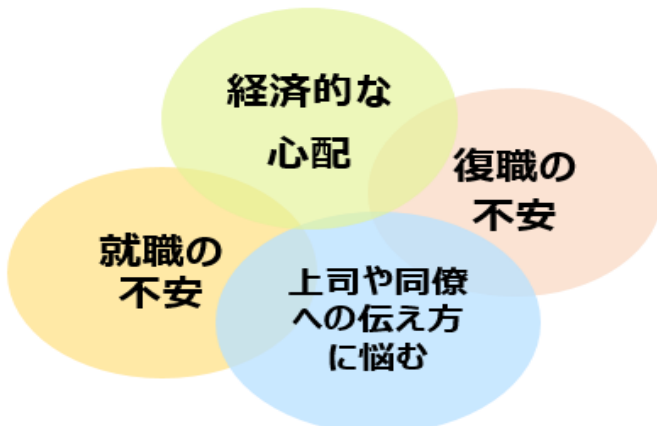 経済的な
心配
復職の
不安
就職の
不安
上司や同僚
への伝え方
に悩む